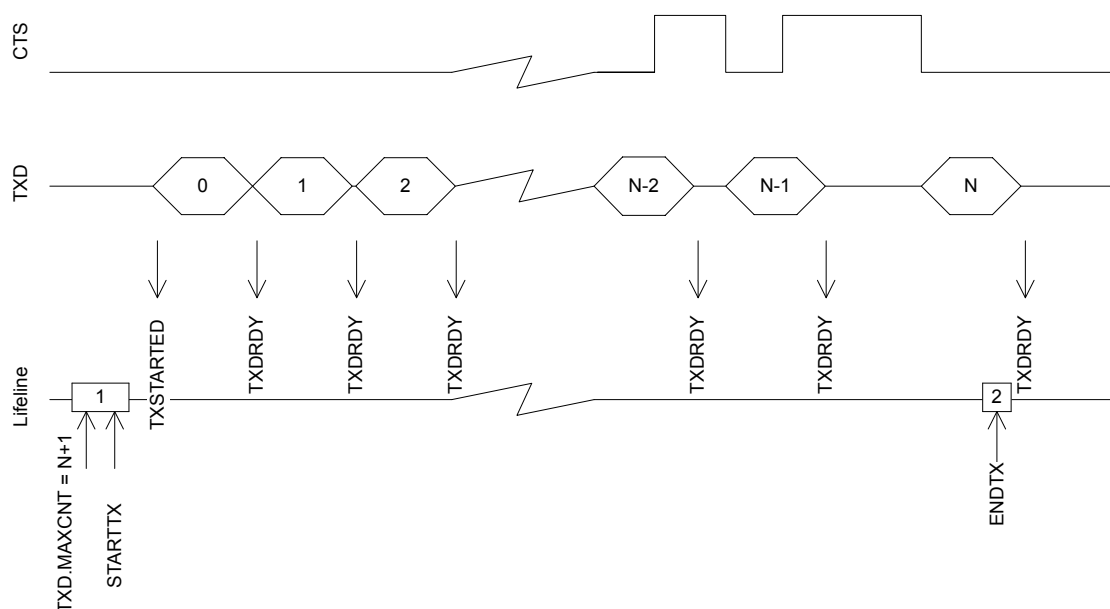 CTS
TXD
0
1
2
N-2
N-1
N
TXSTARTED
TXDRDY
TXDRDY
TXDRDY
TXDRDY
TXDRDY
TXDRDY
Lifeline
1
2
TXD.MAXCNT = N+1
STARTTX
ENDTX